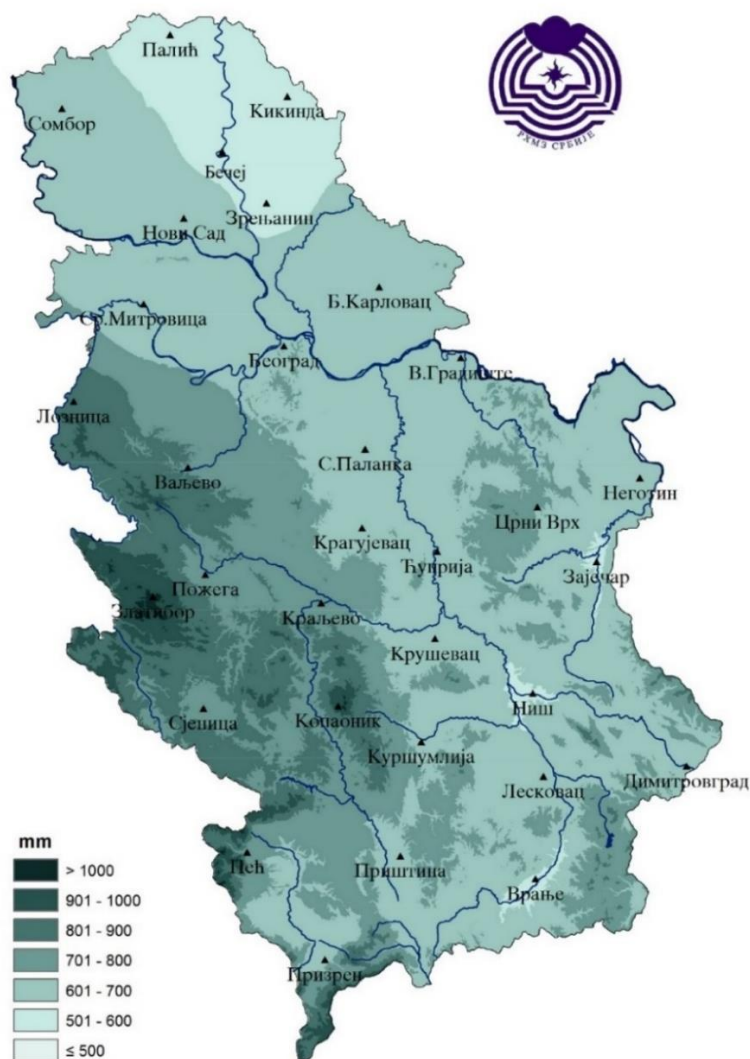 Палић
РХМЗ СРБИЈЕ
Кикинда
Сомбор
Бечеј
Зрењанин
Нови Сад
Б.Карловац
Ср.Митровица
Београд
В.Градиште
Лозница
С.Паланка
Ваљево
Неготин
Црни Врх
Крагујевац
Ћуприја
Зајечар
Пожега
Златибор
Краљево
Крушевац
Ниш
Сјеница
Копаоник
Куршумлија
Димитровград
Лесковац
mm
Пећ
Приштина
> 1000
Врање
901 - 1000
801 - 900
701 - 800
Призрен
601 - 700
501 - 600
≤ 500